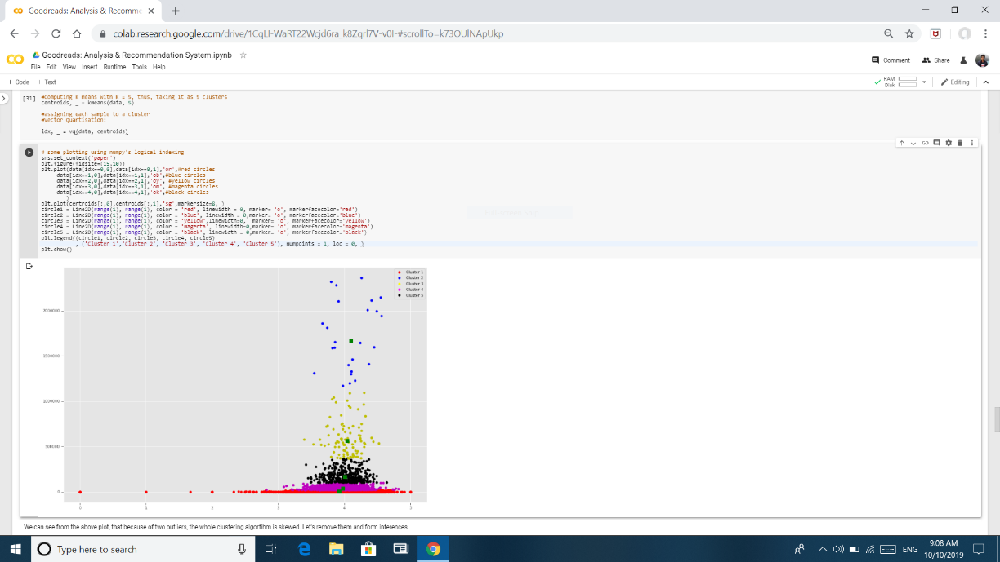 Goodreads: Analysis & Recomme
colab.research.google.com/drive/1CqLI-WaRT22Wcjd6ra_k8Zqrl7V-v0I-#scrollTo=k73OUlNApUkp
Goodreads: Analysis & Recommendation System.ipynb
File Edit View Insert Runtime Tools Help
Comment Share
+ Code + Text
RAM
Disk
Editing
[31]
#Computing K means with K = 5, thus, taking it as 5 clusters
centroids, _ = kmeans(data, 5)
#assigning each sample to a cluster
#Vector Quantisation:
idx, _ = vq(data, centroids)
# some plotting using numpy's logical indexing
sns.set_context('paper')
plt.figure(figsize=(15,10))
plt.plot(data[idx==0,0],data[idx==0,1],'or',#red circles
data[idx==1,0],data[idx==1,1],'ob',#blue circles
data[idx==2,0],data[idx==2,1],'oy', #yellow circles
data[idx==3,0],data[idx==3,1],'om', #magenta circles
data[idx==4,0],data[idx==4,1],'ok',#black circles
)
plt.plot(centroids[:,0],centroids[:,1],'sg',markersize=8, )
circle1 = Line2D(range(1), range(1), color = 'red', linewidth = 0, marker= 'o', markerfacecolor='red')
circle2 = Line2D(range(1), range(1), color = 'blue', linewidth = 0,marker= 'o', markerfacecolor='blue')
circle3 = Line2D(range(1), range(1), color = 'yellow',linewidth=0, marker= 'o', markerfacecolor='yellow')
circle4 = Line2D(range(1), range(1), color = 'magenta', linewidth=0,marker= 'o', markerfacecolor='magenta')
circle5 = Line2D(range(1), range(1), color = 'black', linewidth = 0,marker= 'o', markerfacecolor='black')
plt.legend((circle1, circle2, circle3, circle4, circle5)
, ('Cluster 1','Cluster 2', 'Cluster 3', 'Cluster 4', 'Cluster 5'), numpoints = 1, loc = 0, )
plt.show()
Cluster 1
Cluster 2
Cluster 3
Cluster 4
Cluster 5
2000000
1500000
1000000
500000
0
0 1 2 3 4 5
We can see from the above plot, that because of two outliers, the whole clustering algortihm is skewed. Let's remove them and form inferences
Type here to search
ENG
9:08 AM
10/10/2019